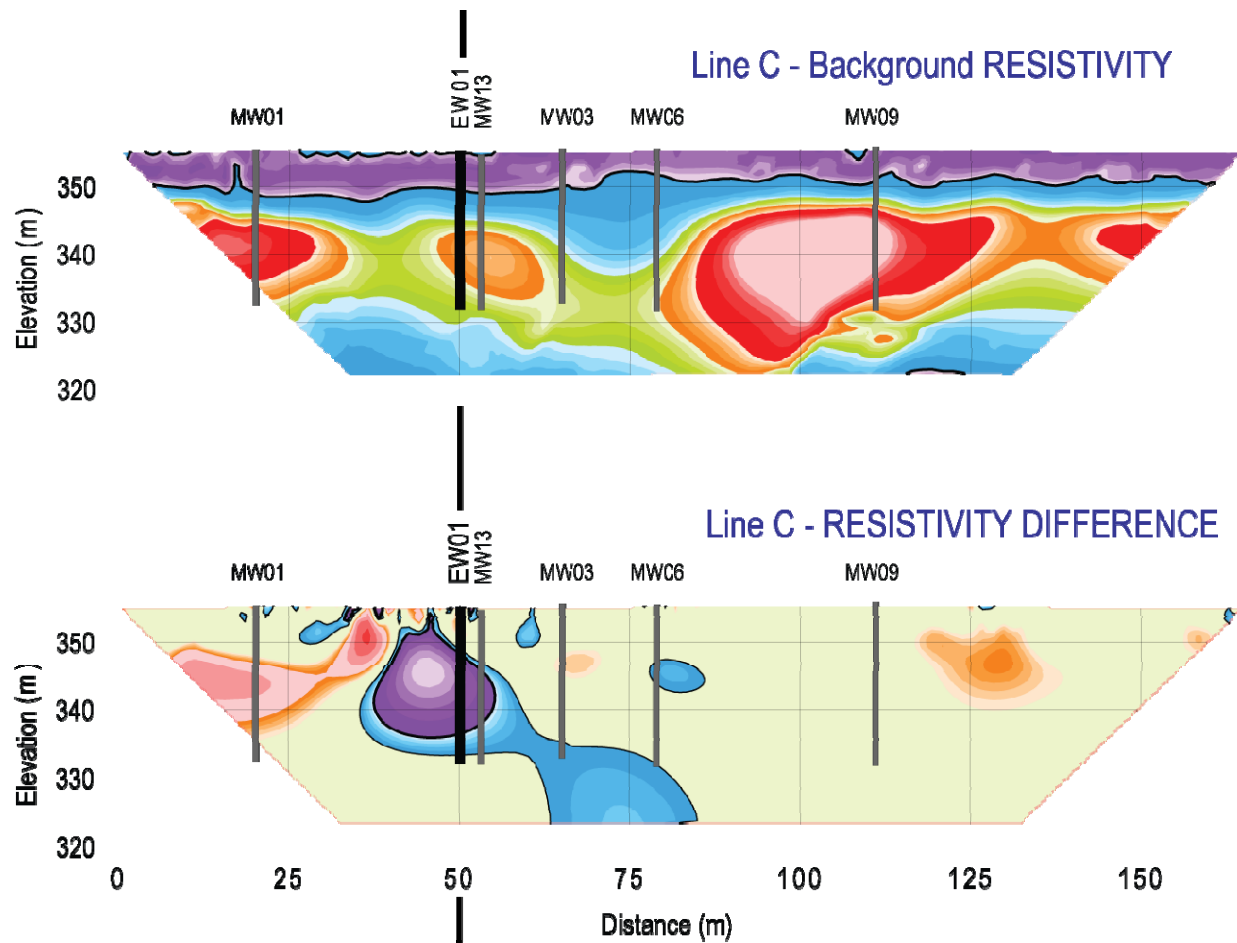 Line C - Background RESISTIVITY
MW01
EW01
MW13
MW03
MW06
MW09
Elevation (m)
350
340
330
320
Line C - RESISTIVITY DIFFERENCE
MW01
EW01
MW13
MW03
MW06
MW09
Elevation (m)
350
340
330
320
0 25 50 75 100 125 150
Distance (m)